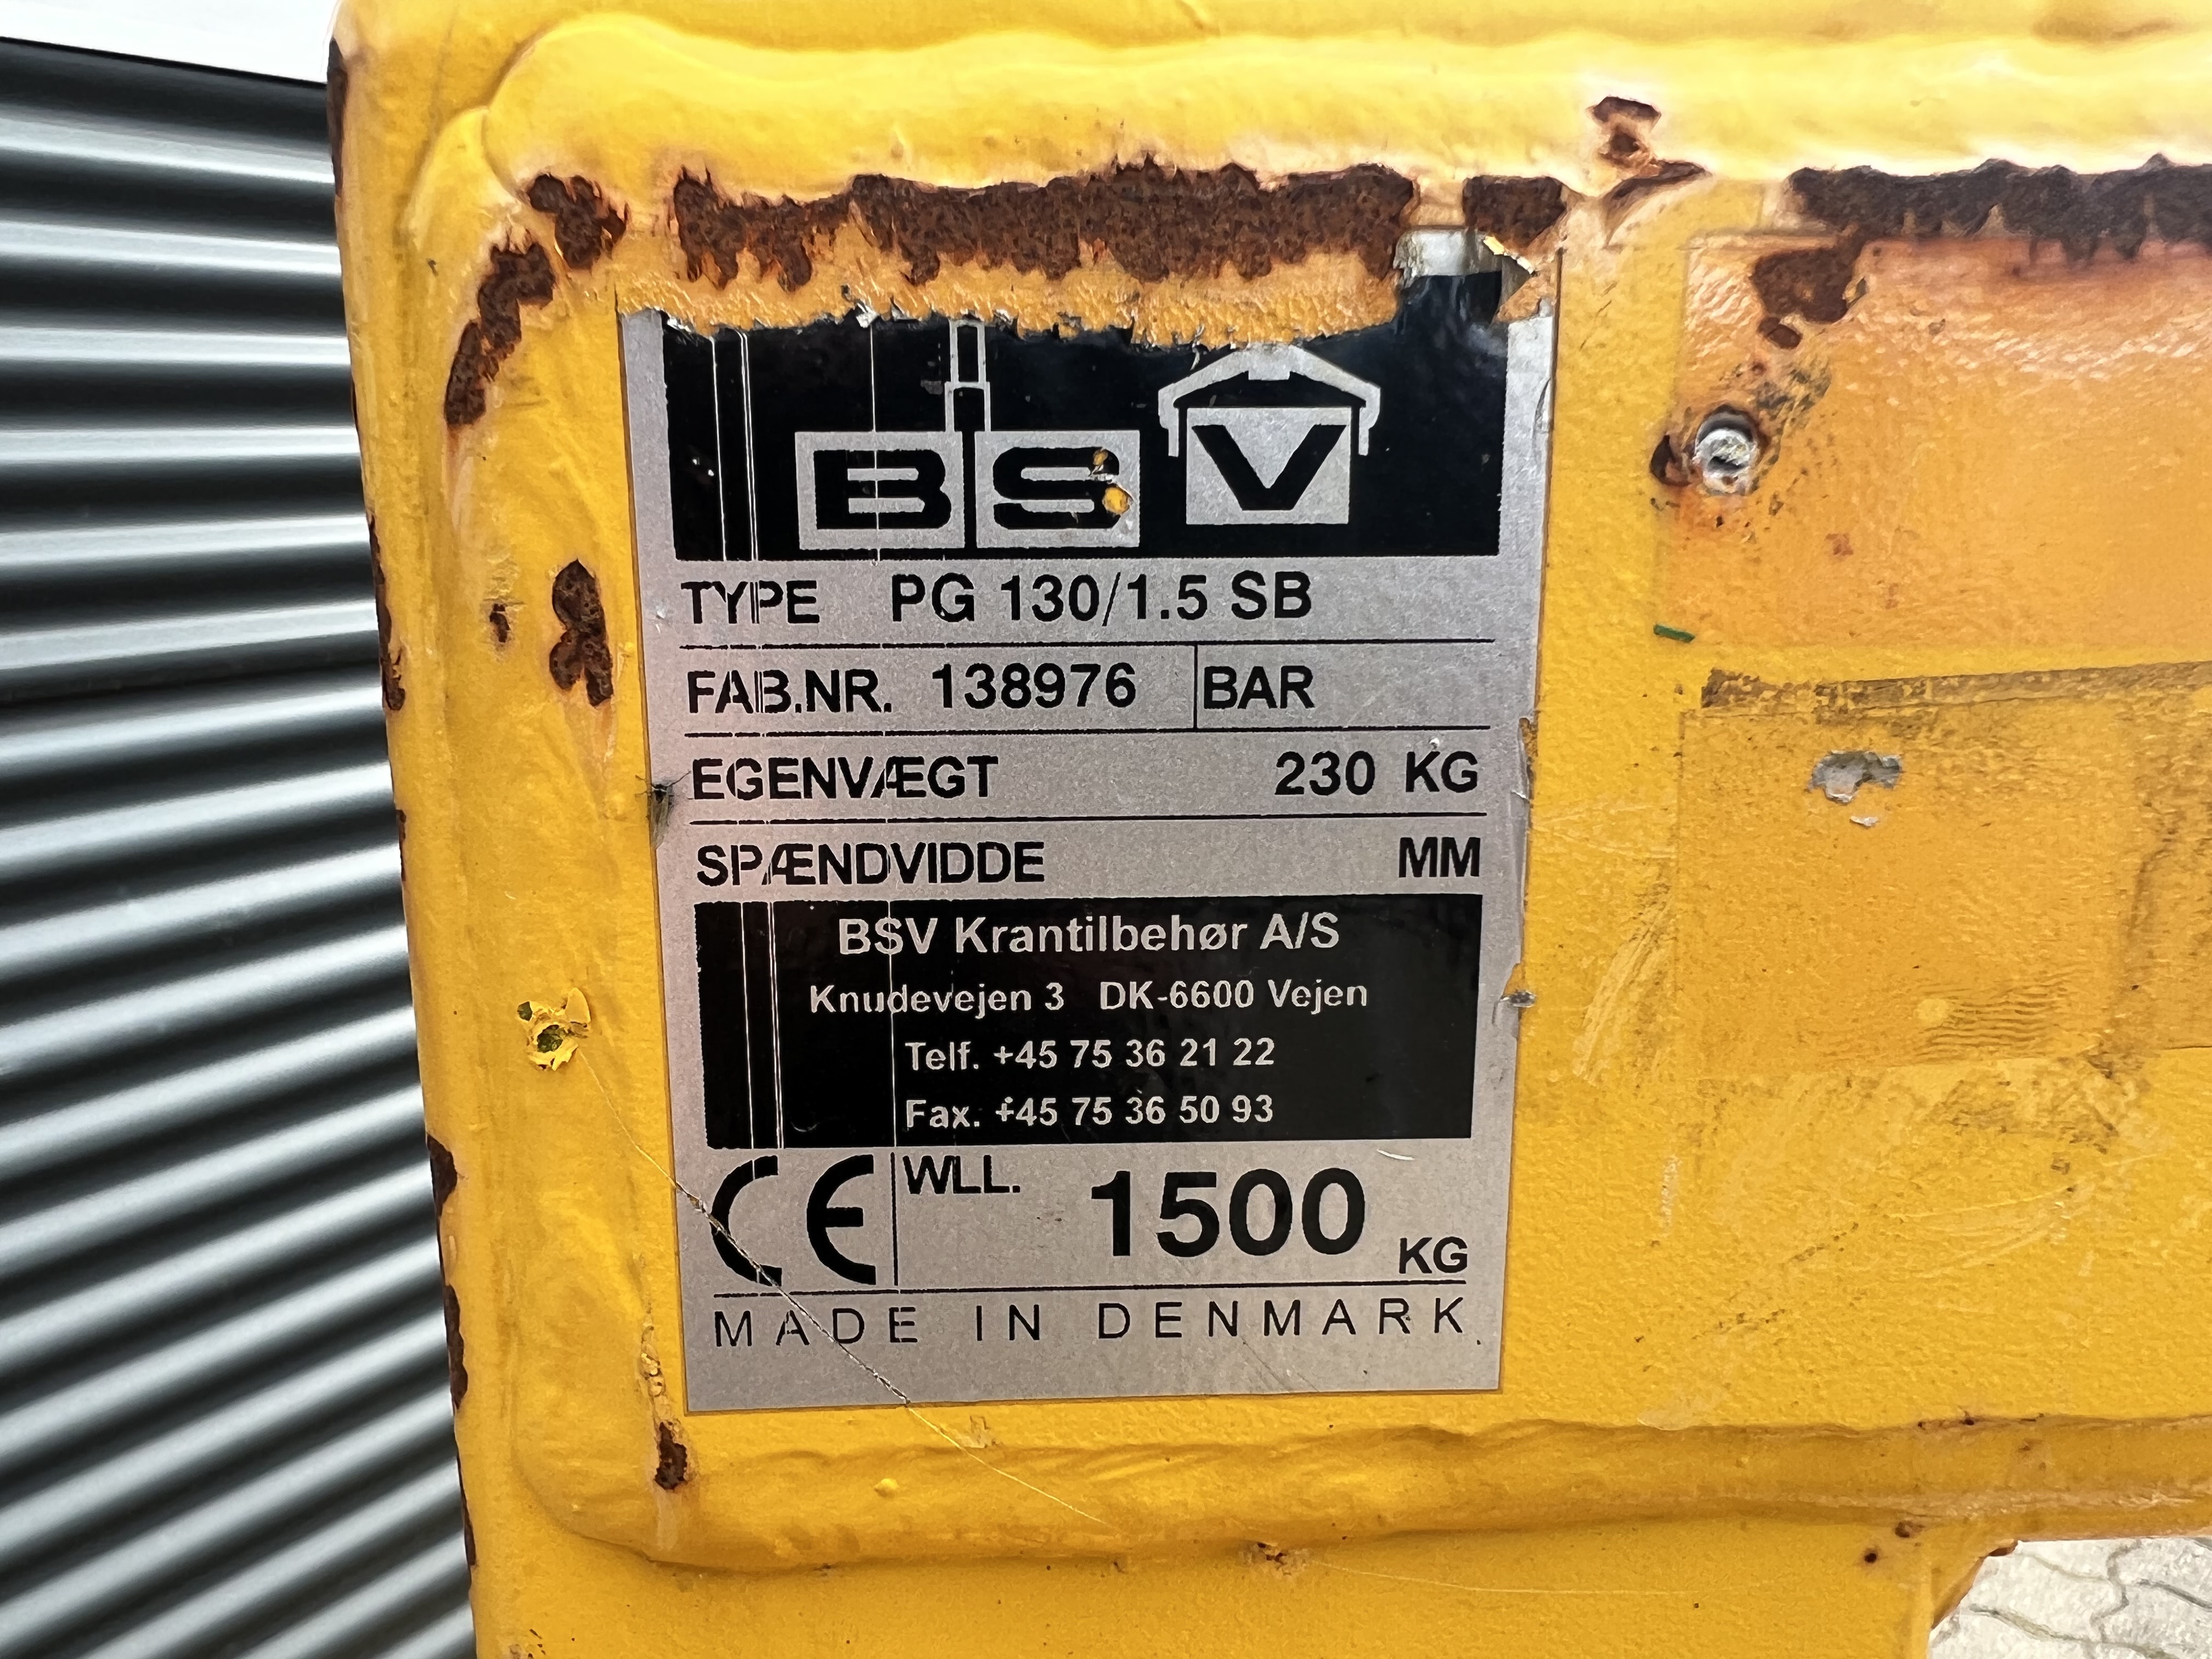 BSV
TYPE PG 130/1.5 SB
FAB.NR. 138976 BAR
EGENVÆGT 230 KG
SPÆNDVIDDE MM
BSV Krantilbehør A/S
Knudevejen 3 DK-6600 Vejen
Telf. +45 75 36 21 22
Fax. +45 75 36 50 93
CE WLL. 1500 KG
MADE IN DENMARK